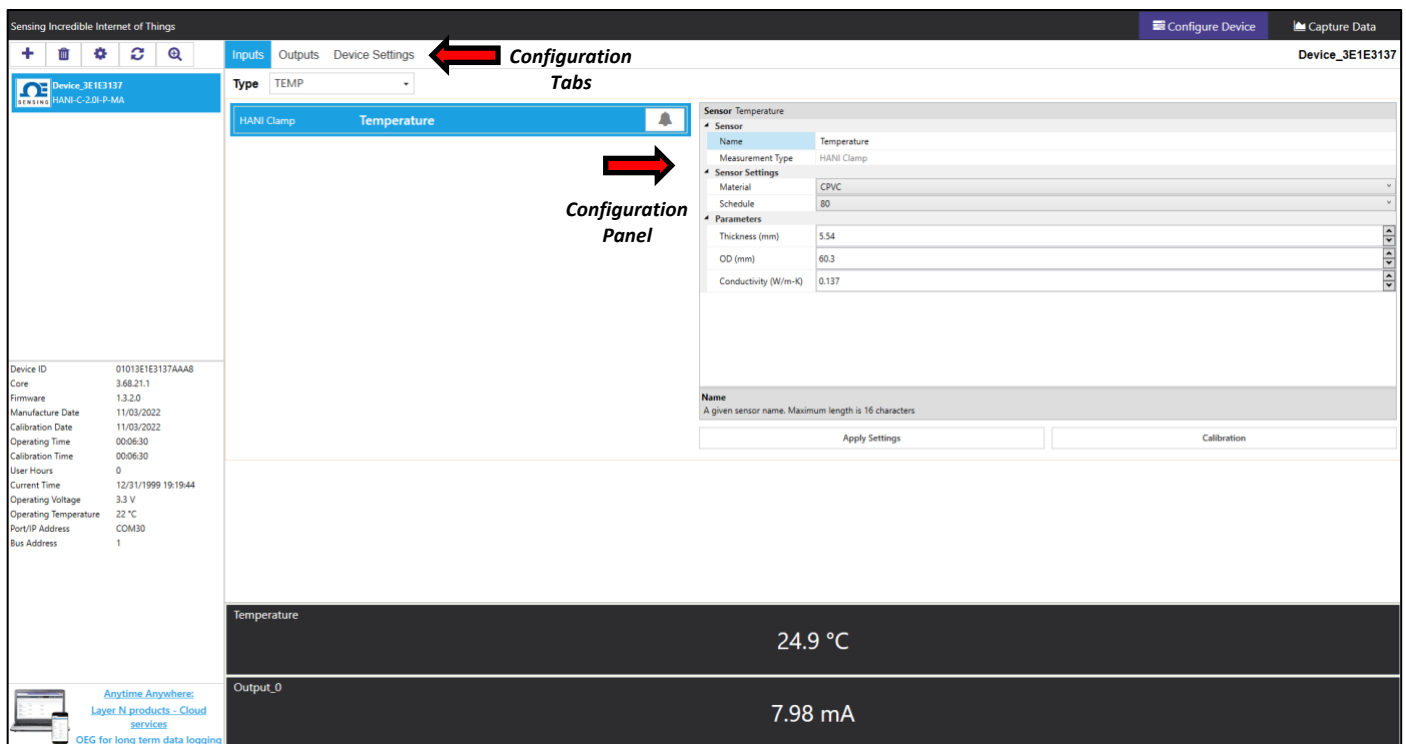 Sensing Incredible Internet of Things
Configure Device
Capture Data
Inputs Outputs Device Settings
Configuration
Tabs
Device_3E1E3137
SENSING
Device_3E1E3137
HANI-C-2.0I-P-MA
Type TEMP
HANI Clamp Temperature
Configuration
Panel
Sensor Temperature
Sensor
Name Temperature
Measurement Type HANI Clamp
Sensor Settings
Material CPVC
Schedule 80
Parameters
Thickness (mm) 5.54
OD (mm) 60.3
Conductivity (W/m-K) 0.137
Name
A given sensor name. Maximum length is 16 characters
Apply Settings Calibration
Device ID 01013E1E3137AAA8
Core 3.68.21.1
Firmware 1.3.2.0
Manufacture Date 11/03/2022
Calibration Date 11/03/2022
Operating Time 00:06:30
Calibration Time 00:06:30
User Hours 0
Current Time 12/31/1999 19:19:44
Operating Voltage 3.3 V
Operating Temperature 22 °C
Port/IP Address COM30
Bus Address 1
Temperature
24.9 °C
Output_0
7.98 mA
Anytime Anywhere:
Layer N products - Cloud
services
OEG for long term data logging